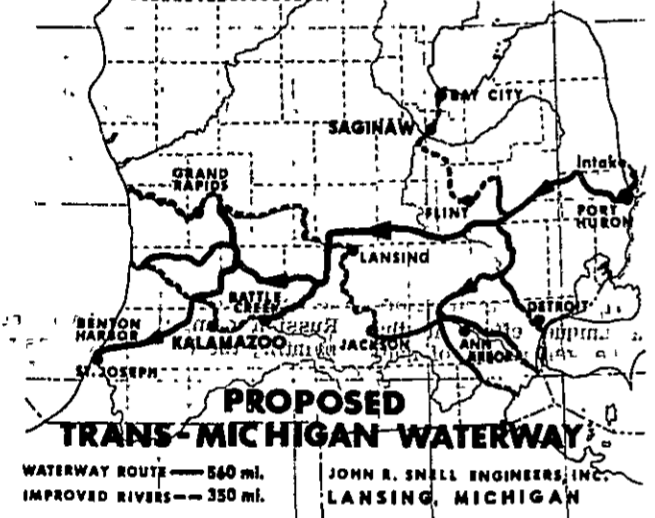 BAY CITY
SAGINAW
Intake
GRAND
RAPIDS
FLINT
PORT
HURON
LANSING
BATTLE
CREEK
DETROIT
BENTON
HARBOR
KALAMAZOO
JACKSON
ANN
ARBOR
ST. JOSEPH
PROPOSED
TRANS-MICHIGAN WATERWAY
WATERWAY ROUTE —— 560 mi.
JOHN R. SNELL ENGINEERS, INC.
IMPROVED RIVERS -- 350 mi.
LANSING, MICHIGAN